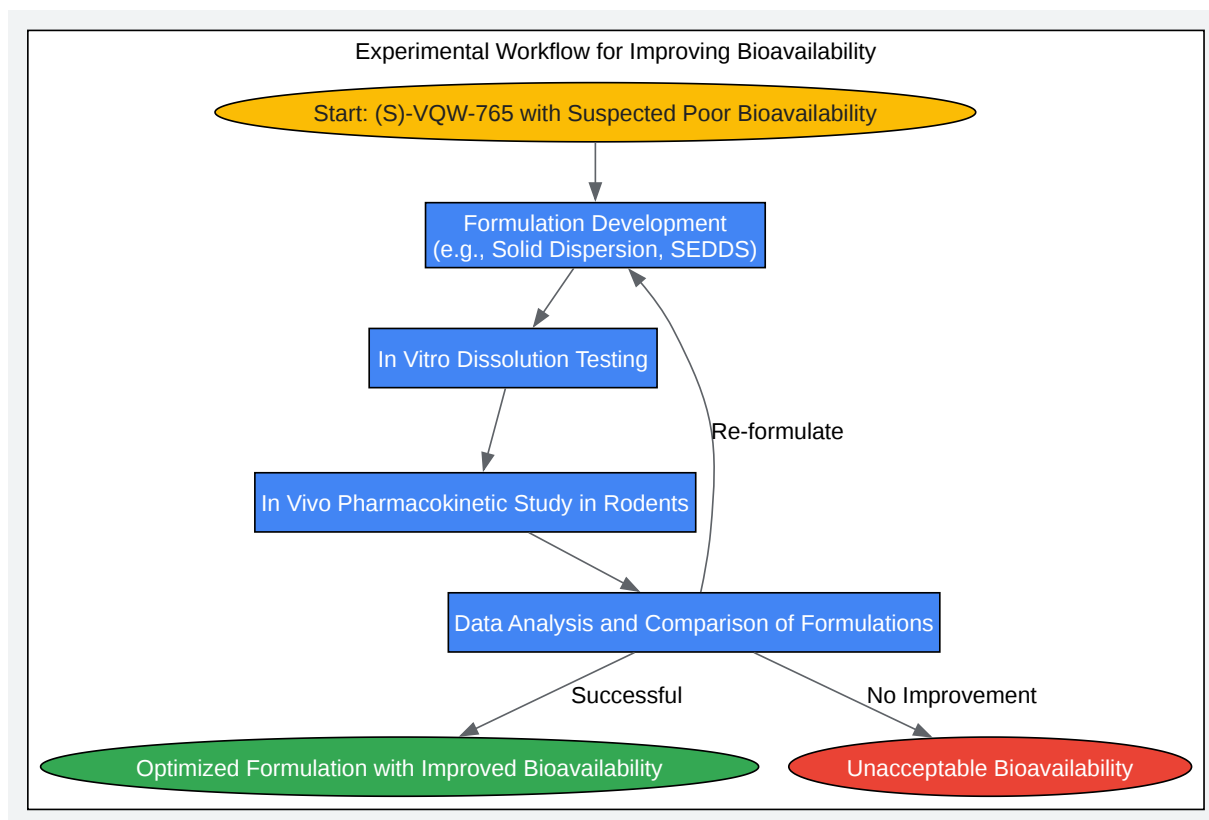 Experimental Workflow for Improving Bioavailability
Start: (S)-VQW-765 with Suspected Poor Bioavailability
Formulation Development
(e.g., Solid Dispersion, SEDDS)
In Vitro Dissolution Testing
Re-formulate
In Vivo Pharmacokinetic Study in Rodents
Data Analysis and Comparison of Formulations
Successful
No Improvement
Optimized Formulation with Improved Bioavailability
Unacceptable Bioavailability